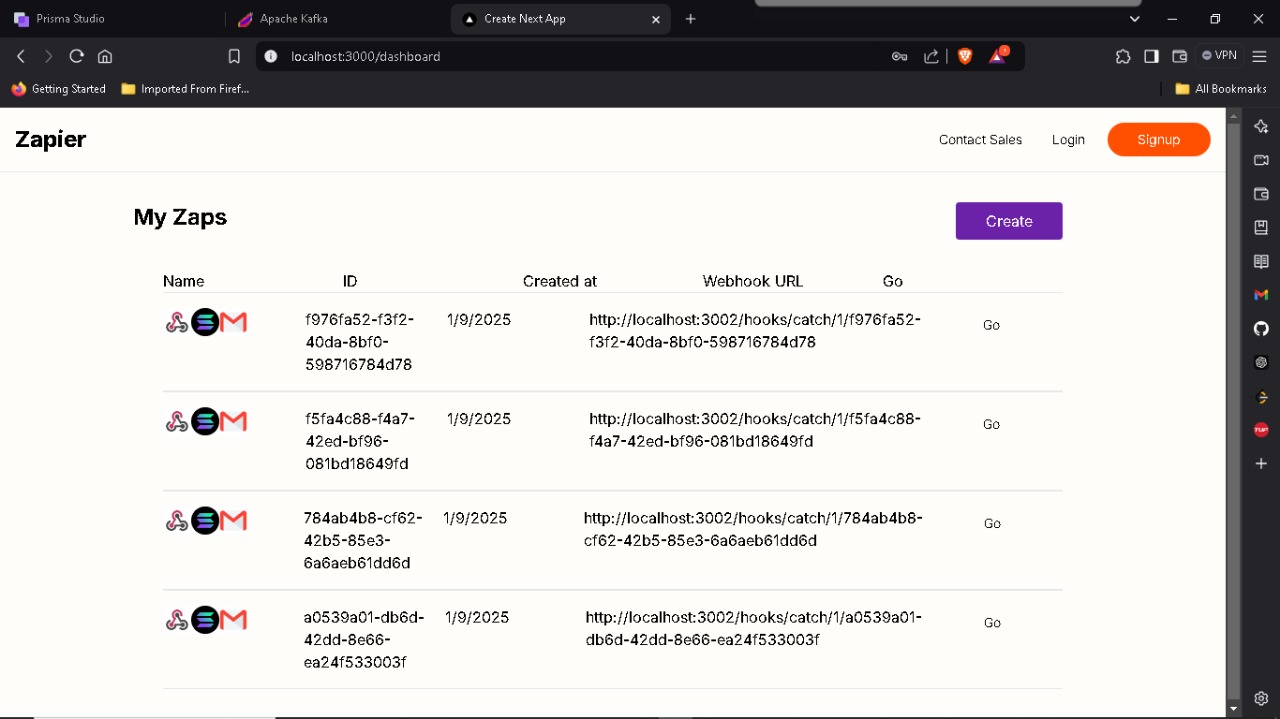 Prisma Studio
Apache Kafka
Create Next App
localhost:3000/dashboard
VPN
Getting Started
Imported From Firef...
All Bookmarks
Zapier
Contact Sales
Login
Signup
My Zaps
Create
Name ID Created at Webhook URL Go
f976fa52-f3f2-
40da-8bf0-
598716784d78
1/9/2025
http://localhost:3002/hooks/catch/1/f976fa52-
f3f2-40da-8bf0-598716784d78
Go
f5fa4c88-f4a7-
42ed-bf96-
081bd18649fd
1/9/2025
http://localhost:3002/hooks/catch/1/f5fa4c88-
f4a7-42ed-bf96-081bd18649fd
Go
784ab4b8-cf62-
42b5-85e3-
6a6aeb61dd6d
1/9/2025
http://localhost:3002/hooks/catch/1/784ab4b8-
cf62-42b5-85e3-6a6aeb61dd6d
Go
a0539a01-db6d-
42dd-8e66-
ea24f533003f
1/9/2025
http://localhost:3002/hooks/catch/1/a0539a01-
db6d-42dd-8e66-ea24f533003f
Go